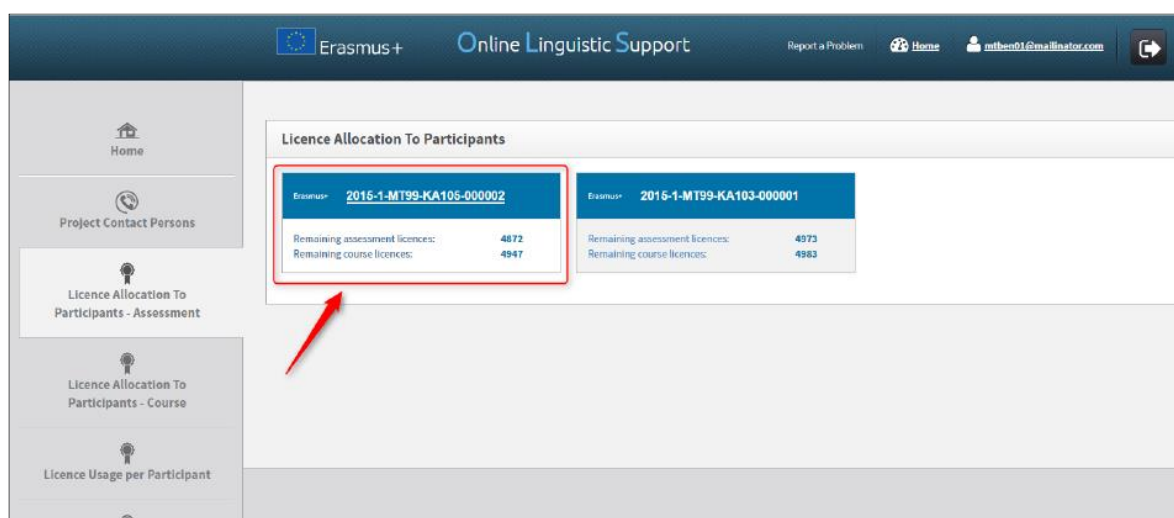 Erasmus+
Online Linguistic Support
Report a Problem
Home
mtben01@mailinator.com
Home
Project Contact Persons
Licence Allocation To
Participants - Assessment
Licence Allocation To
Participants - Course
Licence Usage per Participant
Licence Allocation To Participants
Erasmus+ 2015-1-MT99-KA105-000002
Remaining assessment licences: 4872
Remaining course licences: 4947
Erasmus+ 2015-1-MT99-KA103-000001
Remaining assessment licences: 4973
Remaining course licences: 4983